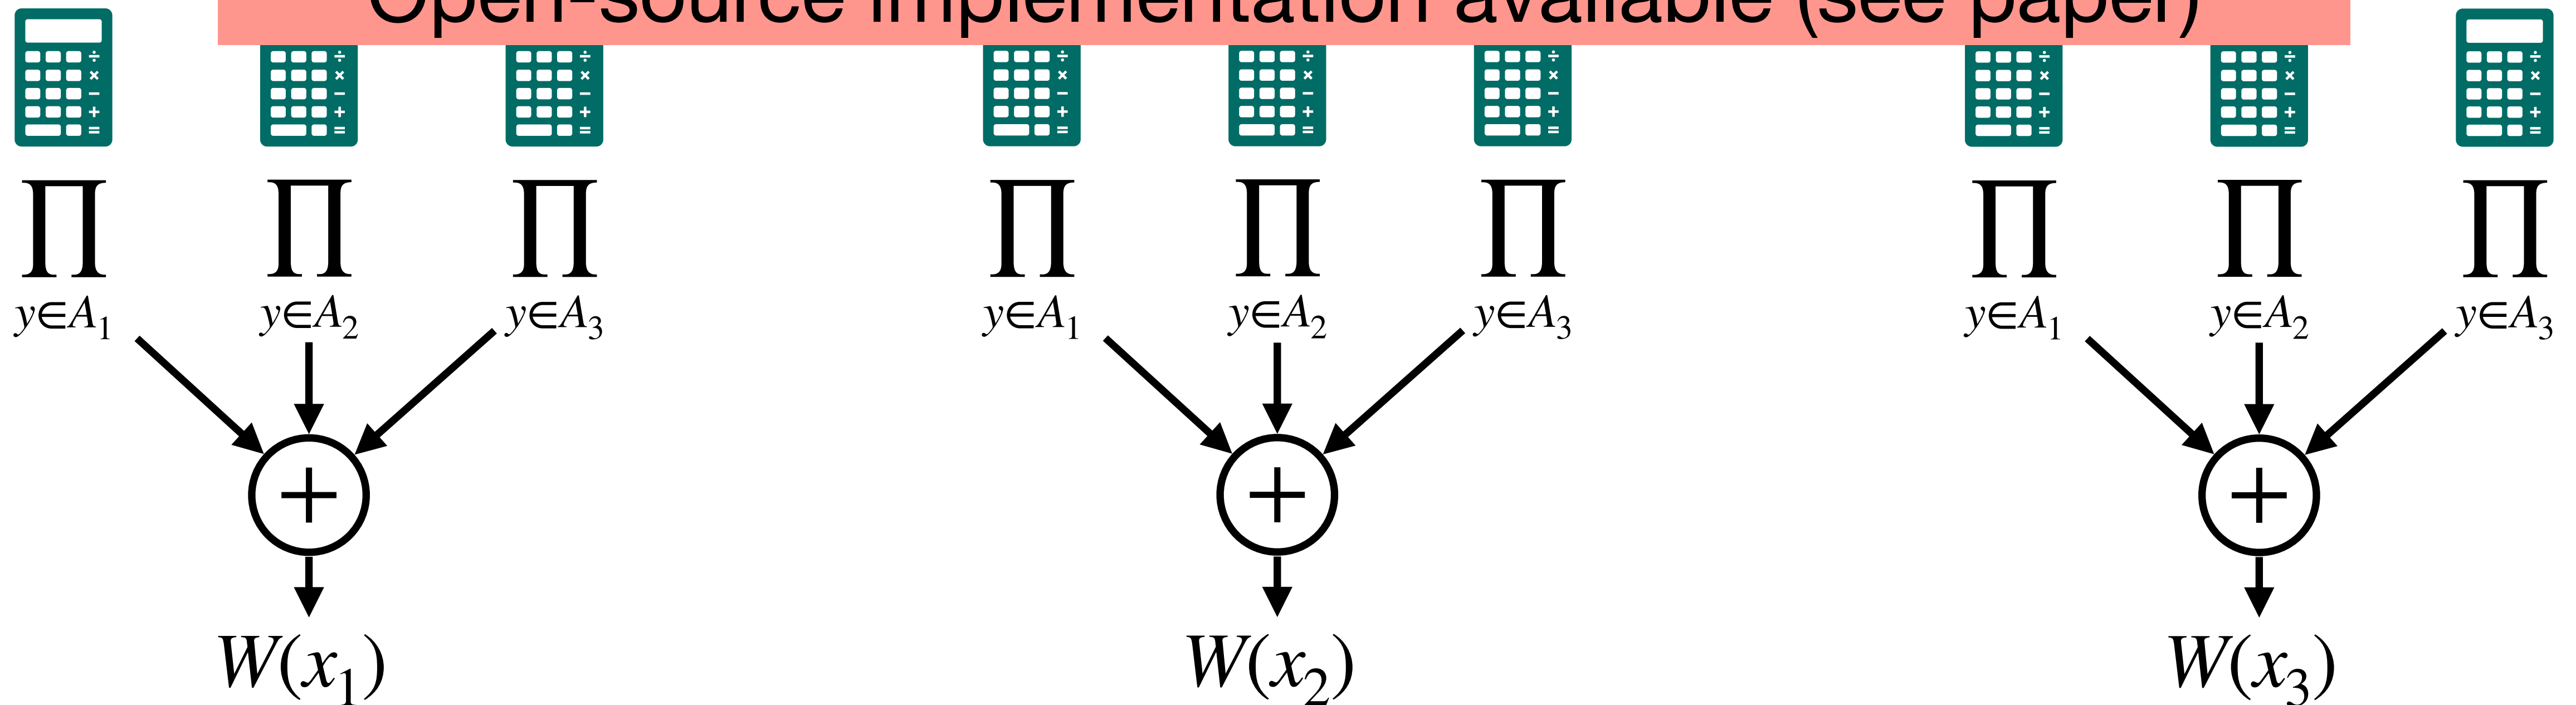 Open-source implementation available (see paper)
∏ ∏ ∏ ∏ ∏ ∏ ∏ ∏ ∏
y∈A₁ y∈A₂ y∈A₃ y∈A₁ y∈A₂ y∈A₃ y∈A₁ y∈A₂ y∈A₃
+ + +
W(x₁) W(x₂) W(x₃)